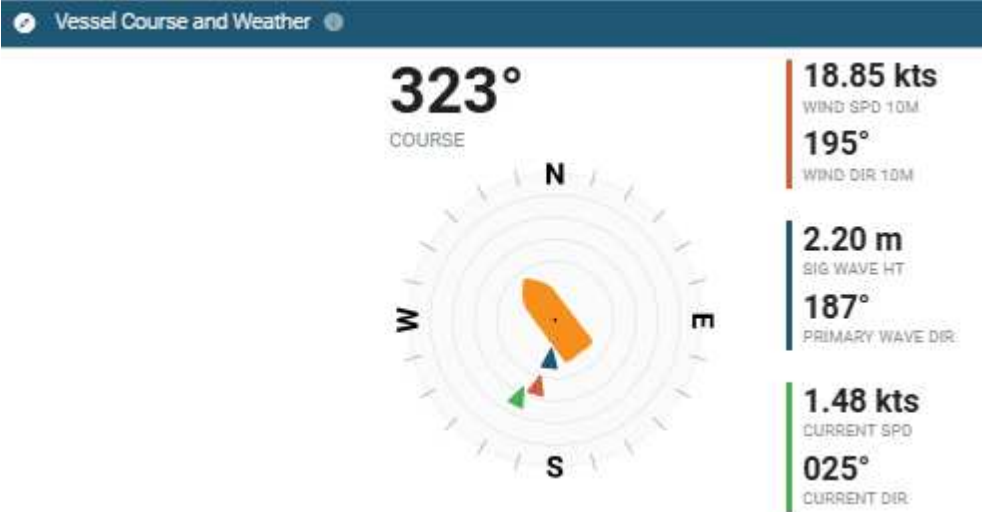 Vessel Course and Weather
323°
COURSE
N
W
E
S
18.85 kts
WIND SPD 10M
195°
WIND DIR 10M
2.20 m
SIG WAVE HT
187°
PRIMARY WAVE DIR
1.48 kts
CURRENT SPD
025°
CURRENT DIR